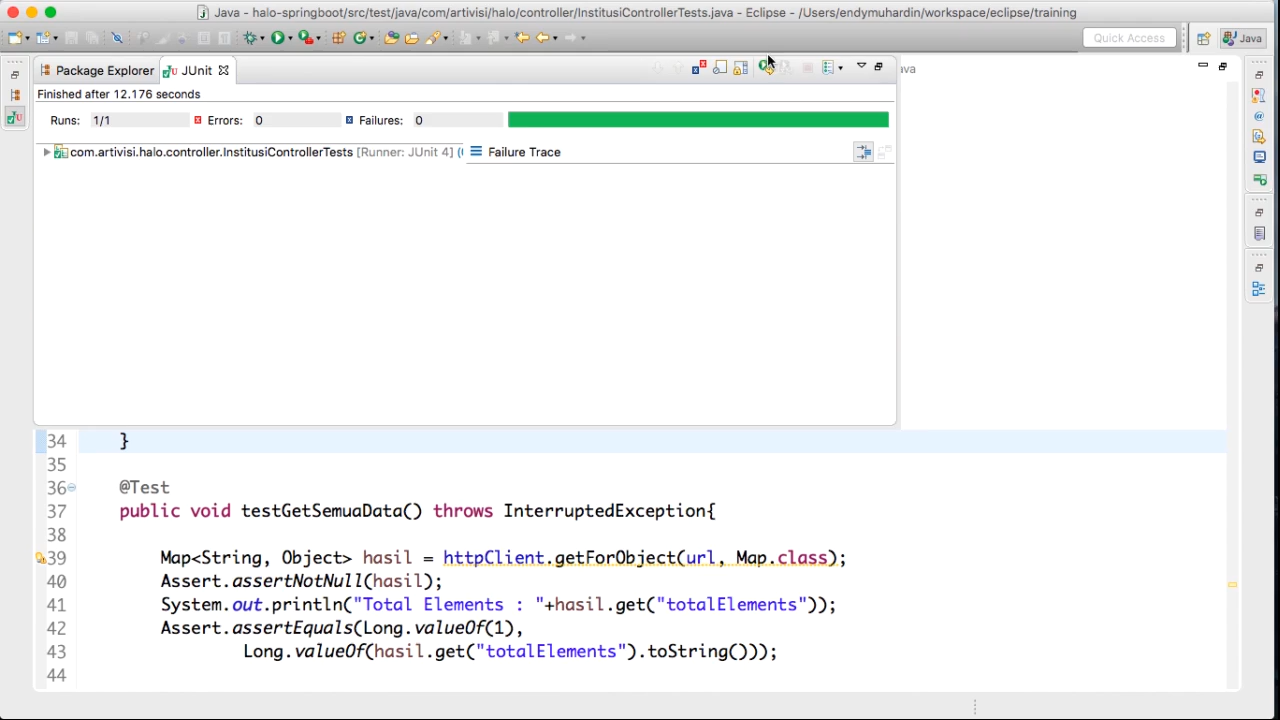 Java - halo-springboot/src/test/java/com/artivisi/halo/controller/InstitusiControllerTests.java - Eclipse - /Users/endymuhardin/workspace/eclipse/training
Quick Access
Java
Package Explorer
JUnit
ava
Finished after 12.176 seconds
Runs: 1/1 Errors: 0 Failures: 0
com.artivisi.halo.controller.InstitusiControllerTests [Runner: JUnit 4] (
Failure Trace
34 }
35
36 @Test
37 public void testGetSemuaData() throws InterruptedException{
38
39 Map<String, Object> hasil = httpClient.getForObject(url, Map.class);
40 Assert.assertNotNull(hasil);
41 System.out.println("Total Elements : "+hasil.get("totalElements"));
42 Assert.assertEquals(Long.valueOf(1),
43 Long.valueOf(hasil.get("totalElements").toString()));
44